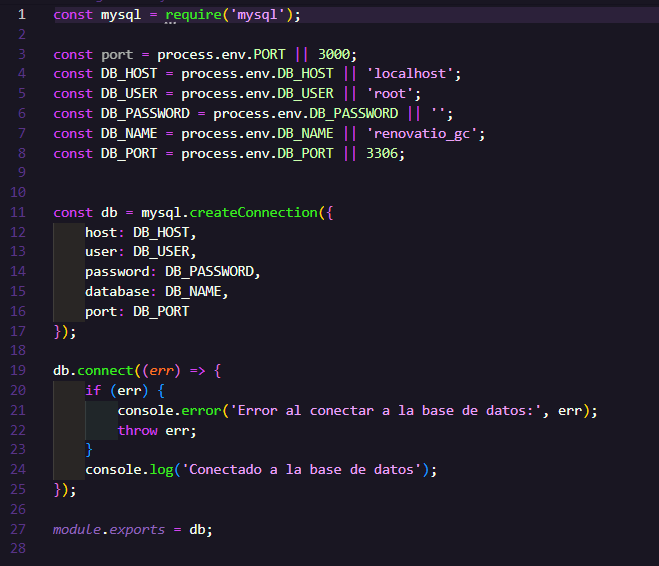 1 const mysql = require('mysql');
2
3 const port = process.env.PORT || 3000;
4 const DB_HOST = process.env.DB_HOST || 'localhost';
5 const DB_USER = process.env.DB_USER || 'root';
6 const DB_PASSWORD = process.env.DB_PASSWORD || '';
7 const DB_NAME = process.env.DB_NAME || 'renovatio_gc';
8 const DB_PORT = process.env.DB_PORT || 3306;
9
10
11 const db = mysql.createConnection({
12     host: DB_HOST,
13     user: DB_USER,
14     password: DB_PASSWORD,
15     database: DB_NAME,
16     port: DB_PORT
17 });
18
19 db.connect((err) => {
20     if (err) {
21         console.error('Error al conectar a la base de datos:', err);
22         throw err;
23     }
24     console.log('Conectado a la base de datos');
25 });
26
27 module.exports = db;
28